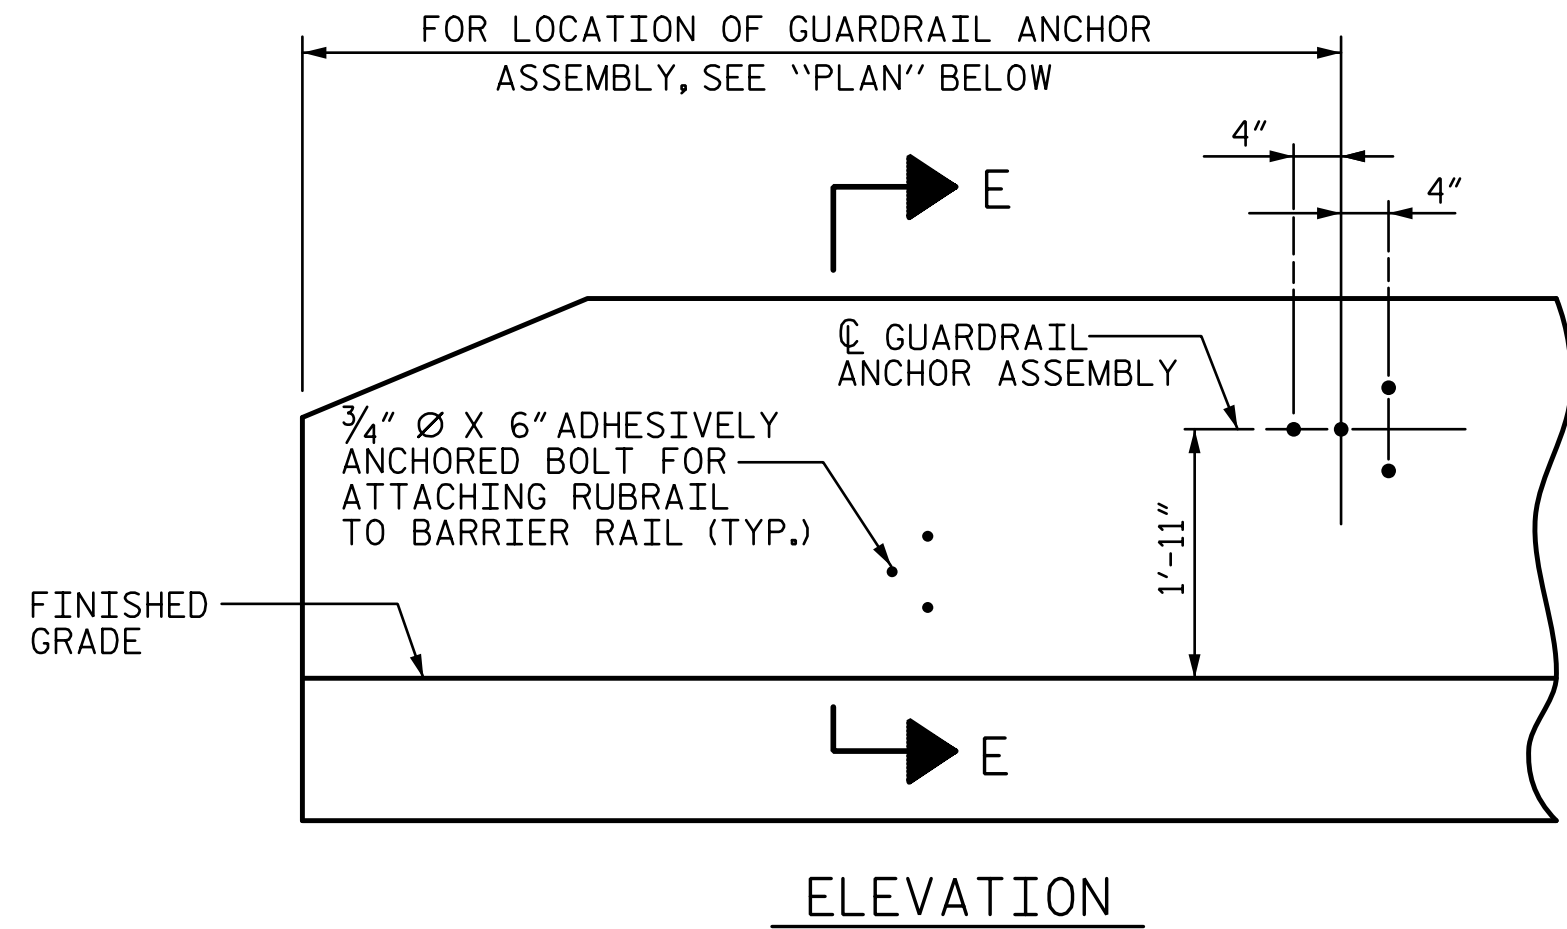 FOR LOCATION OF GUARDRAIL ANCHOR
ASSEMBLY, SEE "PLAN" BELOW
4"
4"
E
℄ GUARDRAIL
ANCHOR ASSEMBLY
3/4" Ø X 6" ADHESIVELY
ANCHORED BOLT FOR
ATTACHING RUBRAIL
TO BARRIER RAIL (TYP.)
1'-11"
FINISHED
GRADE
E
ELEVATION